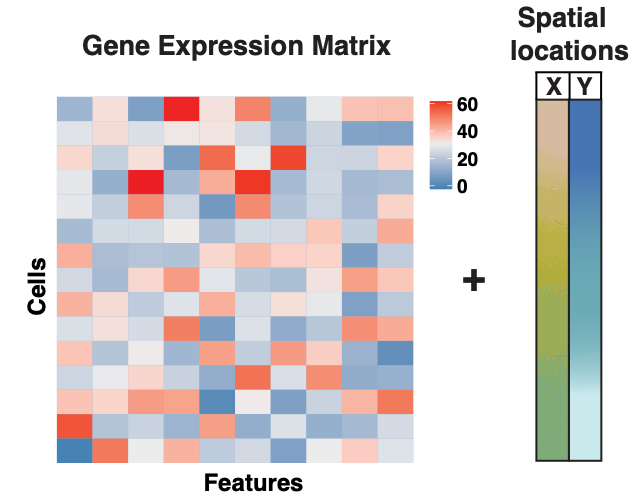 Spatial
locations
Gene Expression Matrix
X Y
60
40
20
0
Cells
+
Features